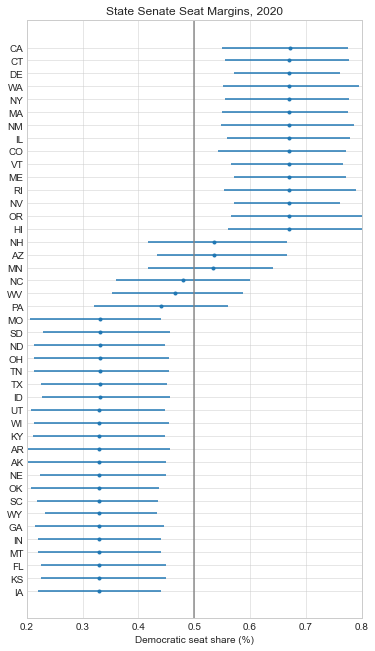 State Senate Seat Margins, 2020
CA
CT
DE
WA
NY
MA
NM
IL
CO
VT
ME
RI
NV
OR
HI
NH
AZ
MN
NC
WV
PA
MO
SD
ND
OH
TN
TX
ID
UT
WI
KY
AR
AK
NE
OK
SC
WY
GA
IN
MT
FL
KS
IA
0.2 0.3 0.4 0.5 0.6 0.7 0.8
Democratic seat share (%)